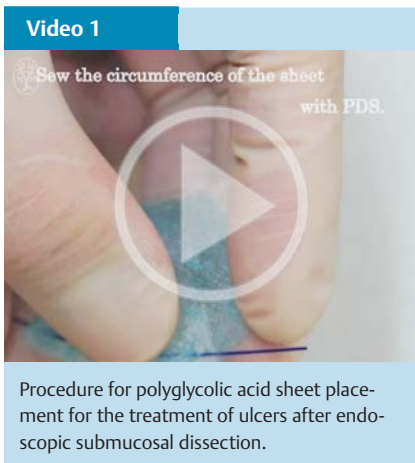 Video 1
Sew the circumference of the sheet
with PDS.
Procedure for polyglycolic acid sheet place-
ment for the treatment of ulcers after endo-
scopic submucosal dissection.